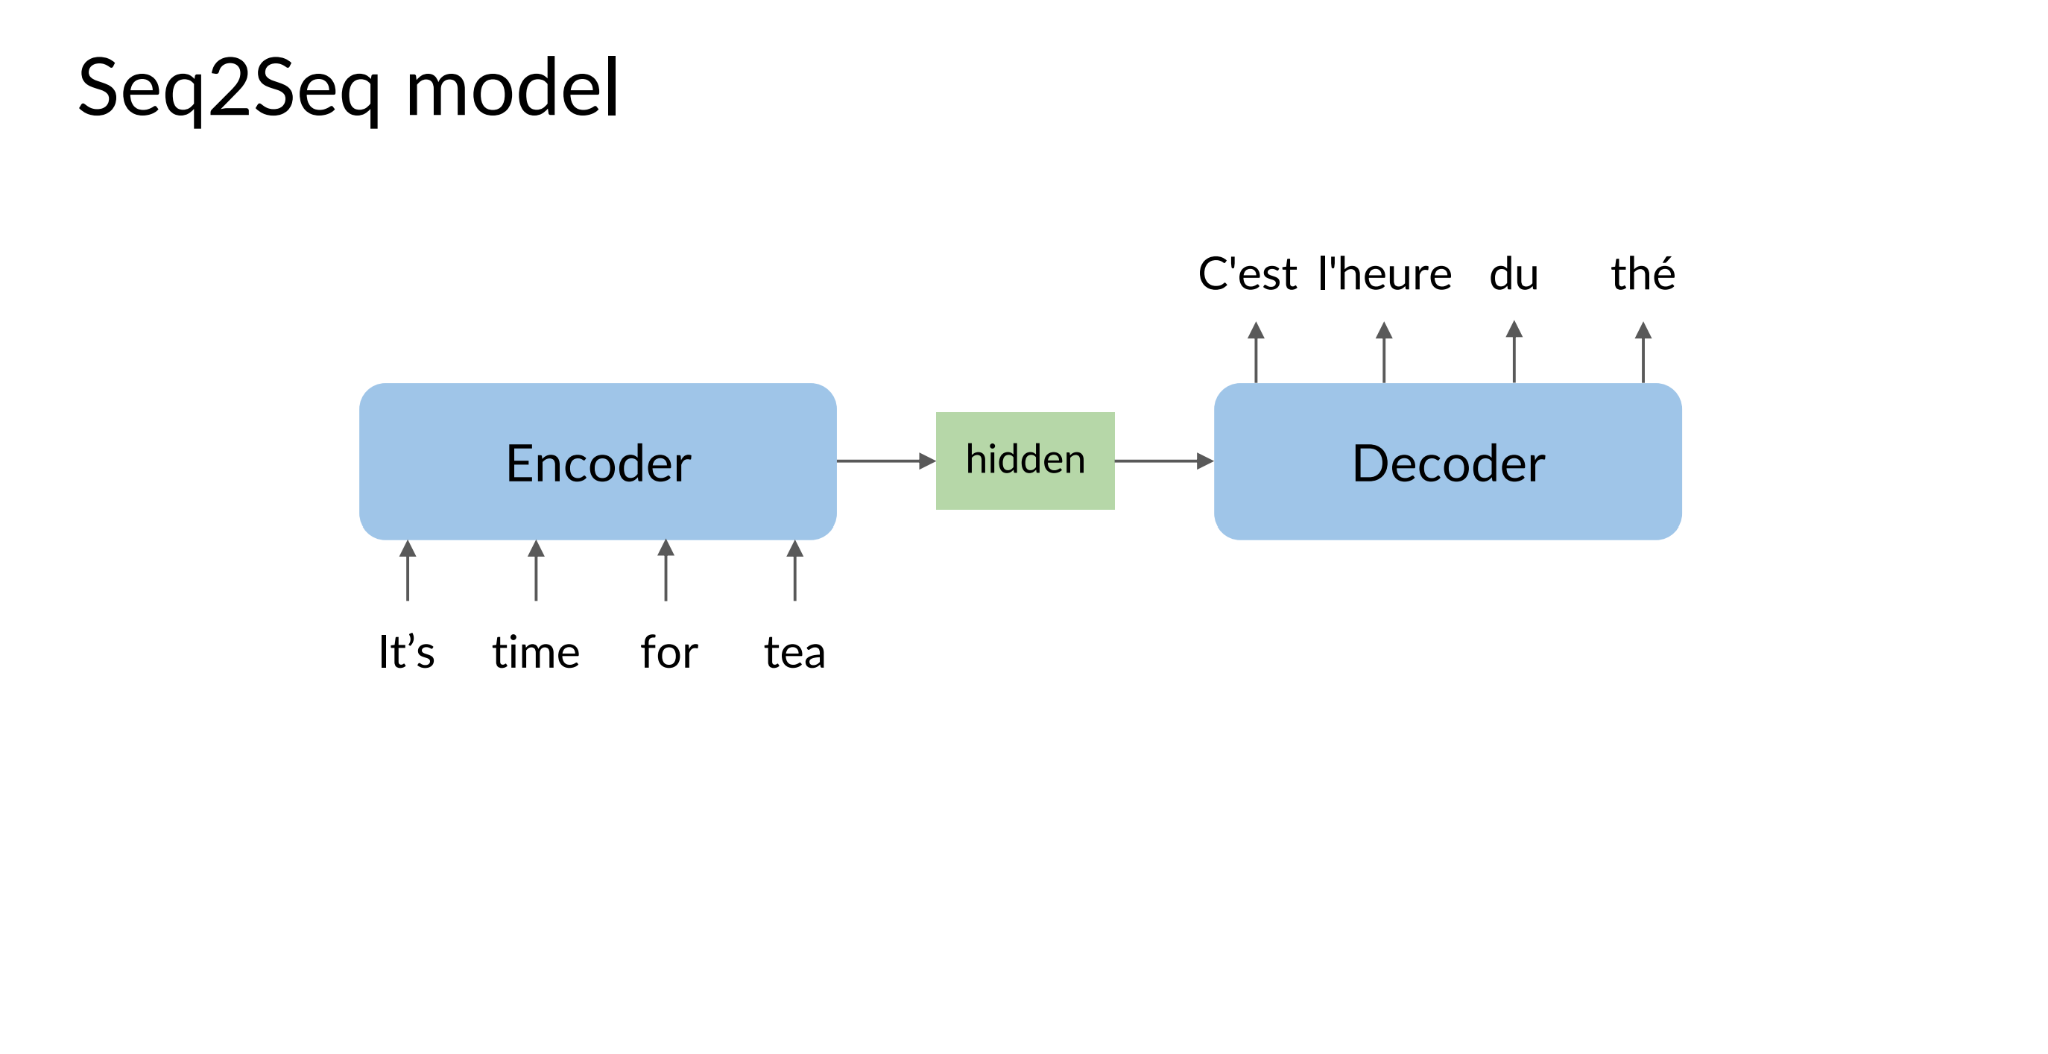 Seq2Seq model
C'est l'heure du thé
Encoder hidden Decoder
It’s time for tea